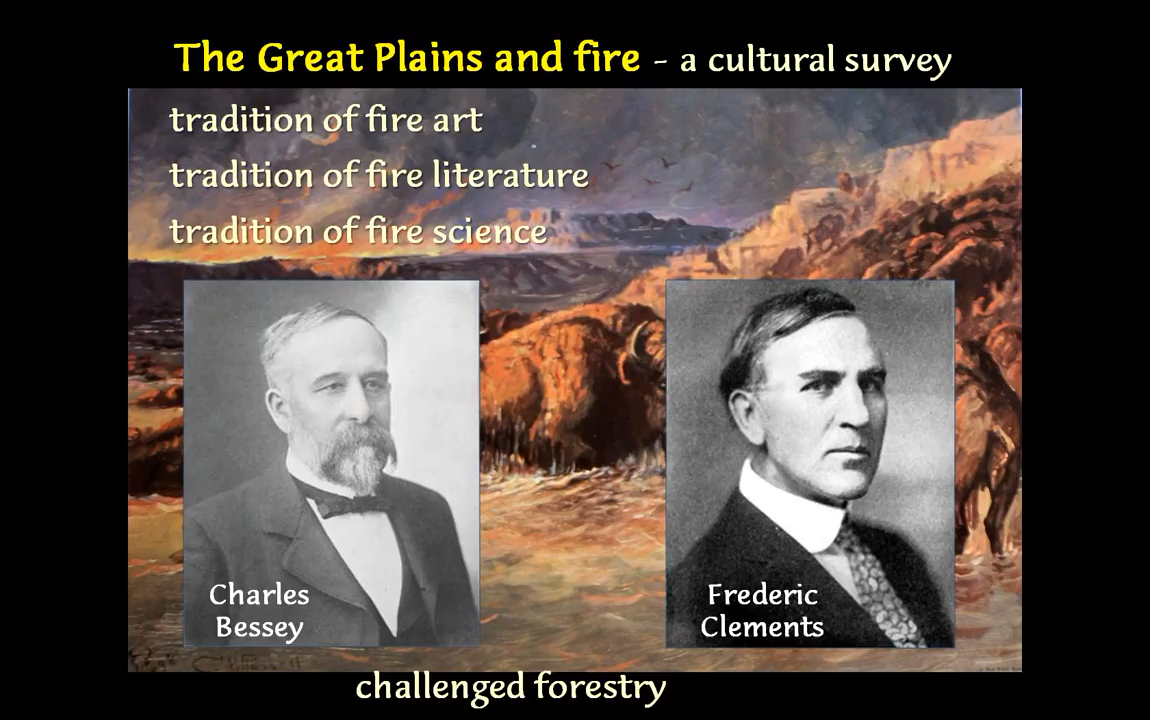 The Great Plains and fire - a cultural survey
tradition of fire art
tradition of fire literature
tradition of fire science
Charles
Bessey
Frederic
Clements
challenged forestry